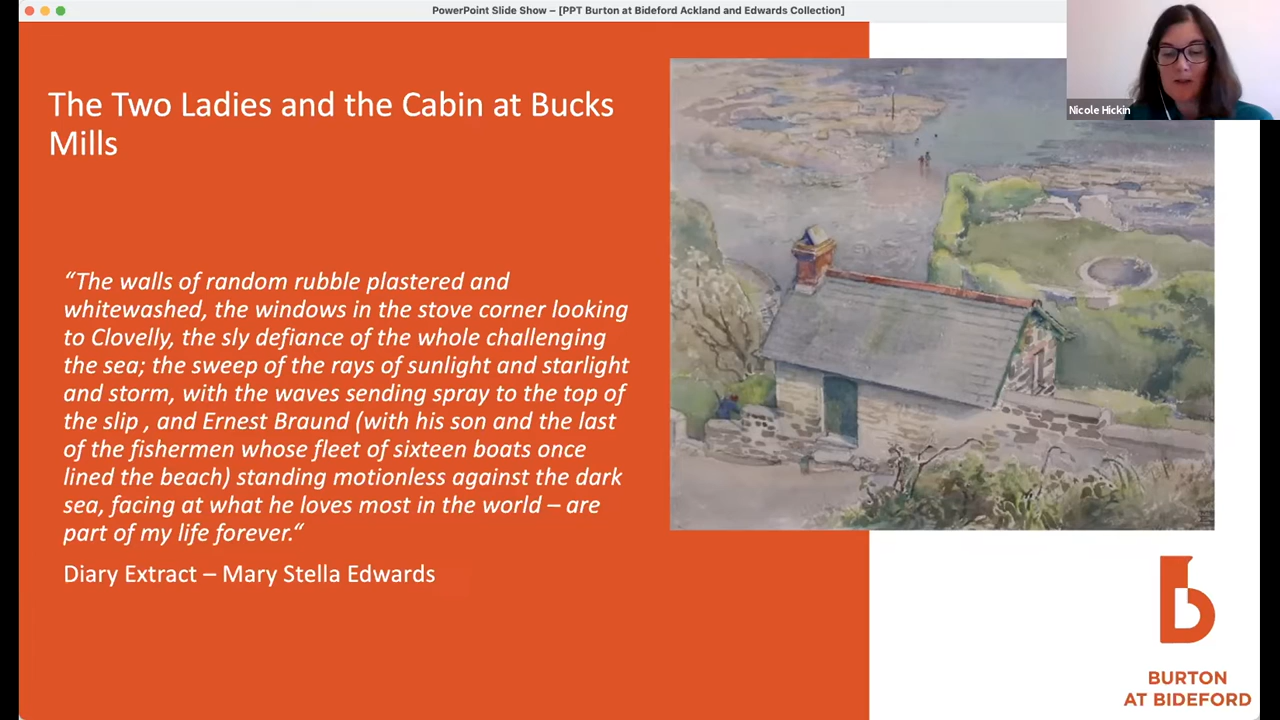 PowerPoint Slide Show – [PPT Burton at Bideford Ackland and Edwards Collection]
Nicole Hickin
The Two Ladies and the Cabin at Bucks
Mills
“The walls of random rubble plastered and
whitewashed, the windows in the stove corner looking
to Clovelly, the sly defiance of the whole challenging
the sea; the sweep of the rays of sunlight and starlight
and storm, with the waves sending spray to the top of
the slip , and Ernest Braund (with his son and the last
of the fishermen whose fleet of sixteen boats once
lined the beach) standing motionless against the dark
sea, facing at what he loves most in the world – are
part of my life forever.“
Diary Extract – Mary Stella Edwards
BURTON
AT BIDEFORD